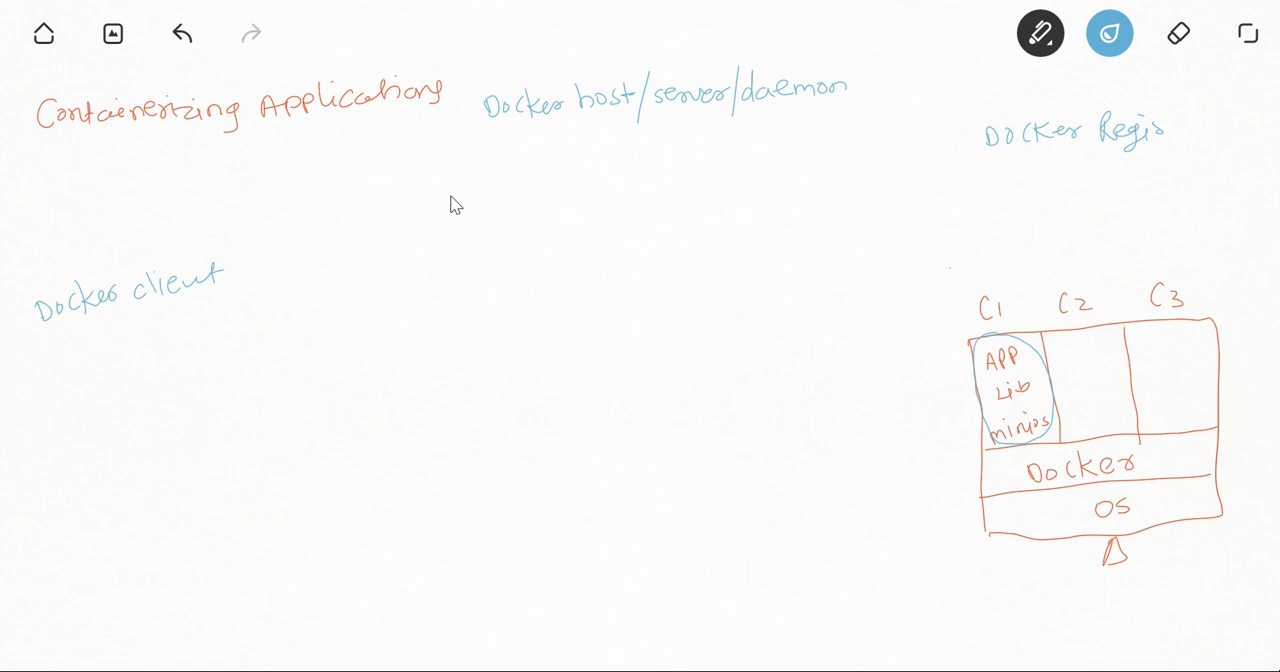 Containerizing Applications
Docker host/server/daemon
Docker Regis
Docker client
C1 C2 C3
APP
Lib
minios
Docker
OS